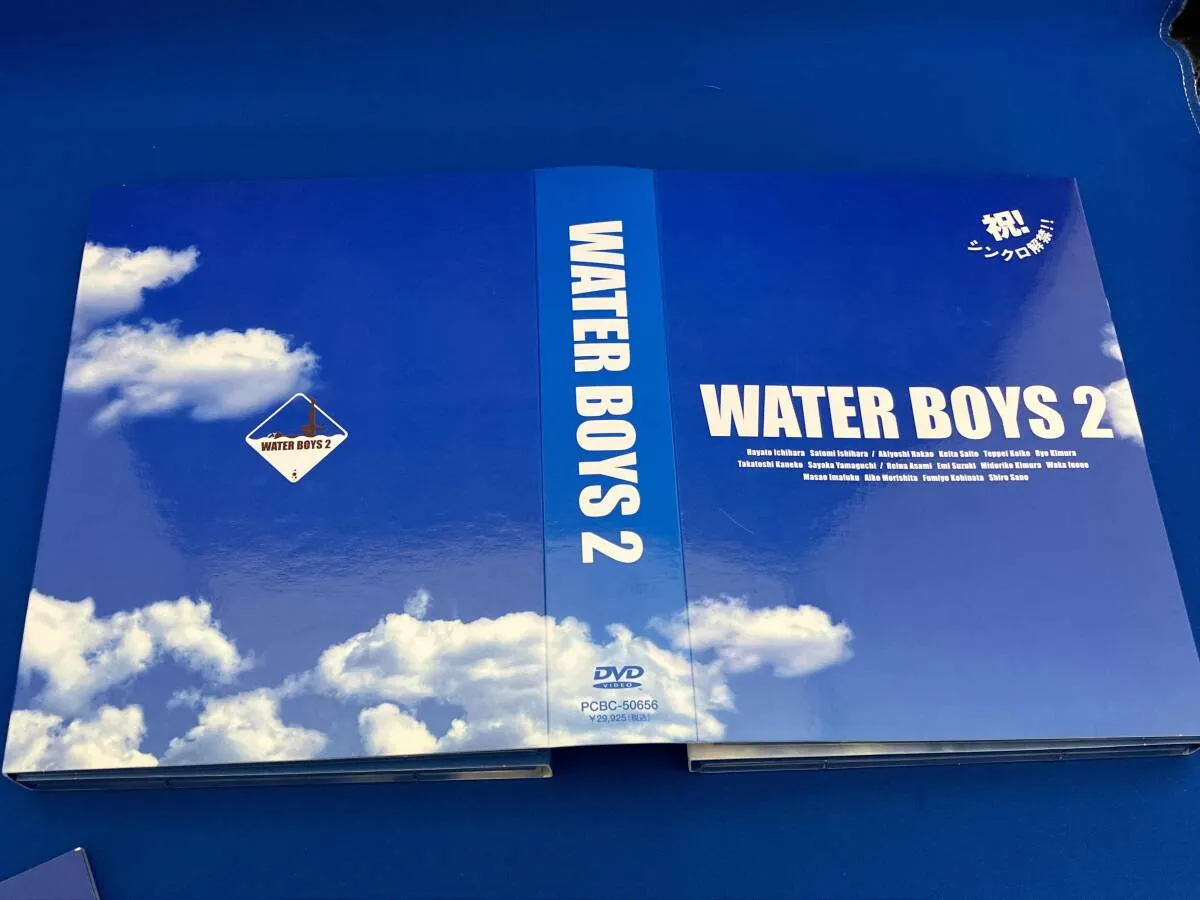 WATER BOYS 2
WATER BOYS 2
DVD
VIDEO
PCBC-50656
¥29,925(税込)
祝!
シンクロ解禁!!
WATER BOYS 2
Hayato Ichihara Satomi Ishihara / Akiyoshi Nakao Keita Saito Teppei Koike Ryo Kimura
Takatoshi Kaneko Sayaka Yamaguchi / Reina Asami Emi Suzuki Midoriko Kimura Waka Inoue
Masao Imafuku Aiko Morishita Fumiyo Kohinata Shiro Sano